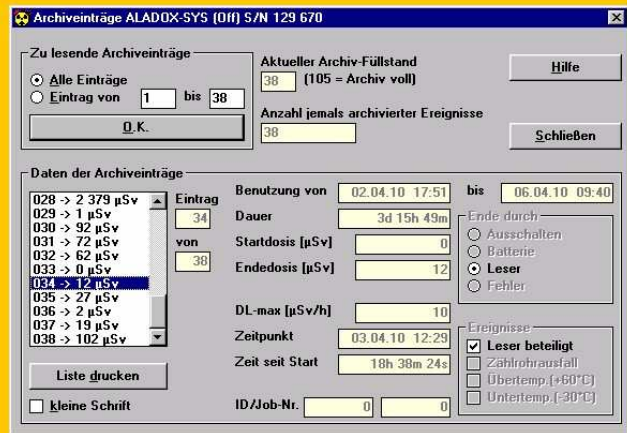 Archiveinträge ALADOX-SYS (Off) S/N 129 670
Zu lesende Archiveinträge
Alle Einträge
Eintrag von 1 bis 38
O.K.
Aktueller Archiv-Füllstand
38 (105 = Archiv voll)
Anzahl jemals archivierter Ereignisse
38
Hilfe
Schließen
Daten der Archiveinträge
028 -> 2 379 µSv
029 -> 1 µSv
030 -> 92 µSv
031 -> 72 µSv
032 -> 62 µSv
033 -> 0 µSv
034 -> 12 µSv
035 -> 27 µSv
036 -> 2 µSv
037 -> 19 µSv
038 -> 102 µSv
Eintrag
34
von
38
Liste drucken
kleine Schrift
Benutzung von 02.04.10 17:51 bis 06.04.10 09:40
Dauer 3d 15h 49m
Startdosis [µSv] 0
Endedosis [µSv] 12
DL-max [µSv/h] 10
Zeitpunkt 03.04.10 12:29
Zeit seit Start 18h 38m 24s
ID/Job-Nr. 0 0
Ende durch
Ausschalten
Batterie
Leser
Fehler
Ereignisse
Leser beteiligt
Zählrohrausfall
Übertemp.(+60°C)
Untertemp.(-30°C)